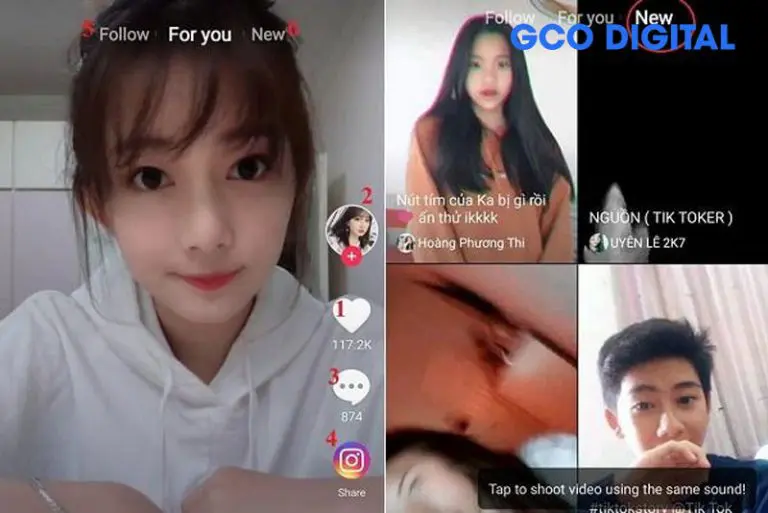 5 Follow For you New 6
2
1
117.2K
3
874
4
Share
Follow For you New
GCO DIGITAL
Nút tím của Ka bị gì rồi
ấn thử ikkkk
Hoàng Phương Thi
NGUỒN ( TIK TOKER )
UYÊN LÊ 2K7
Tap to shoot video using the same sound!
#tiktokstory @Tik Tok